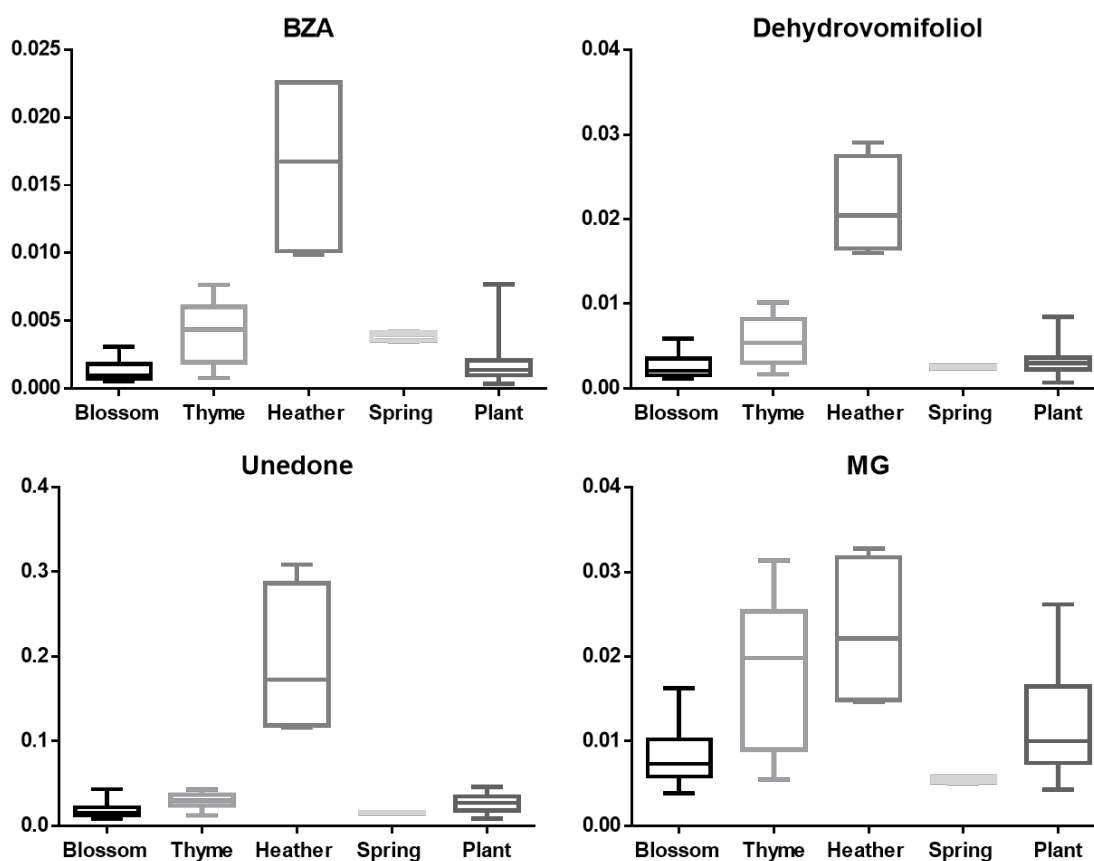 BZA
0.025
0.020
0.015
0.010
0.005
0.000
Blossom Thyme Heather Spring Plant
Dehydrovomifoliol
0.04
0.03
0.02
0.01
0.00
Blossom Thyme Heather Spring Plant
Unedone
0.4
0.3
0.2
0.1
0.0
Blossom Thyme Heather Spring Plant
MG
0.04
0.03
0.02
0.01
0.00
Blossom Thyme Heather Spring Plant